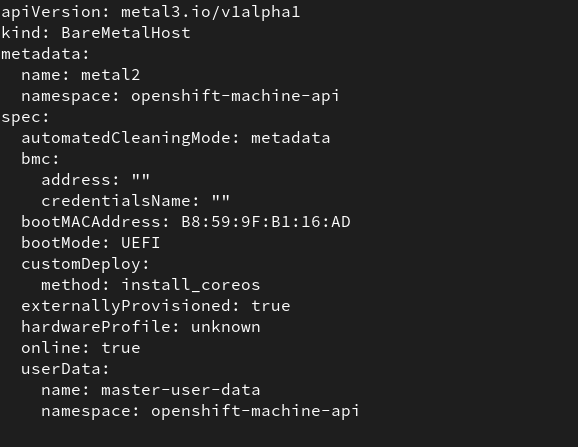 apiVersion: metal3.io/v1alpha1
kind: BareMetalHost
metadata:
  name: metal2
  namespace: openshift-machine-api
spec:
  automatedCleaningMode: metadata
  bmc:
    address: ""
    credentialsName: ""
  bootMACAddress: B8:59:9F:B1:16:AD
  bootMode: UEFI
  customDeploy:
    method: install_coreos
  externallyProvisioned: true
  hardwareProfile: unknown
  online: true
  userData:
    name: master-user-data
    namespace: openshift-machine-api